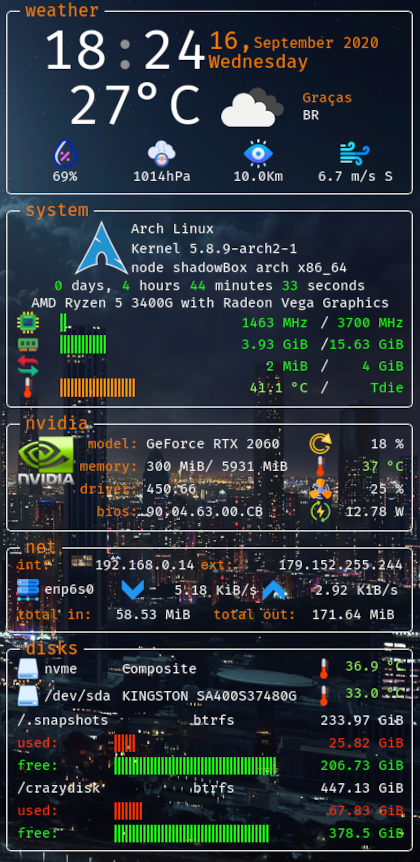 weather
18:24 16, September 2020
Wednesday
27°C Graças
BR
69% 1014hPa 10.0Km 6.7 m/s S
system
Arch Linux
Kernel 5.8.9-arch2-1
node shadowBox arch x86_64
0 days, 4 hours 44 minutes 33 seconds
AMD Ryzen 5 3400G with Radeon Vega Graphics
1463 MHz / 3700 MHz
3.93 GiB /15.63 GiB
2 MiB / 4 GiB
41.1 °C / Tdie
nvidia
model: GeForce RTX 2060 18 %
memory: 300 MiB/ 5931 MiB 37 °C
NVIDIA
driver: 450.66 25 %
bios: 90.04.63.00.CB 12.78 W
net
int: 192.168.0.14 ext: 179.152.255.244
enp6s0 5.18 KiB/s 2.92 KiB/s
total in: 58.53 MiB total out: 171.64 MiB
disks
nvme Composite 36.9 °C
/dev/sda KINGSTON SA400S37480G 33.0 °C
/.snapshots btrfs 233.97 GiB
used: 25.82 GiB
free: 206.73 GiB
/crazydisk btrfs 447.13 GiB
used: 67.83 GiB
free: 378.5 GiB